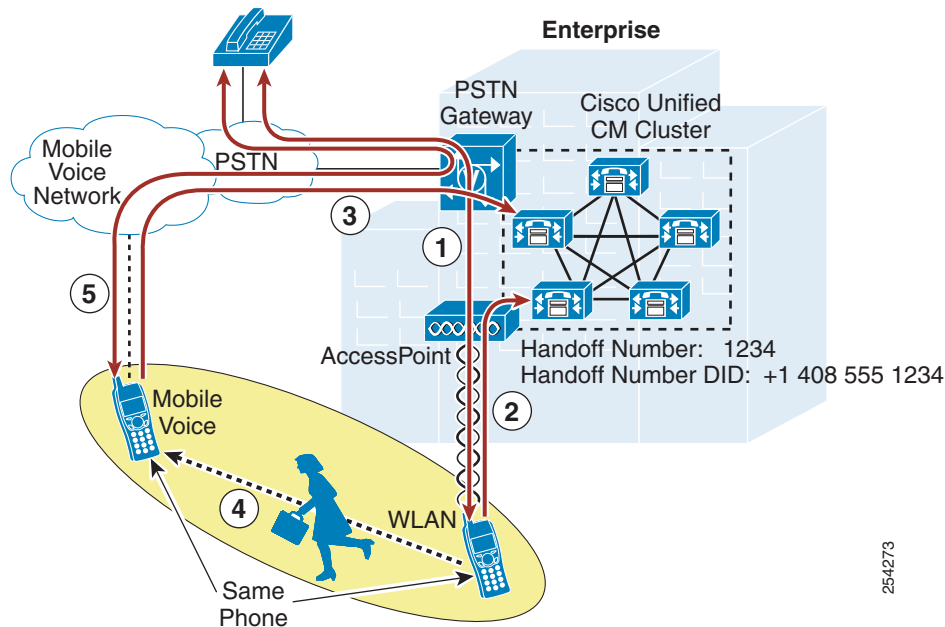 Enterprise
PSTN
Gateway
Cisco Unified
CM Cluster
Mobile
Voice
Network
PSTN
3
1
5
AccessPoint
Handoff Number: 1234
Handoff Number DID: +1 408 555 1234
2
Mobile
Voice
4
WLAN
Same
Phone
254273